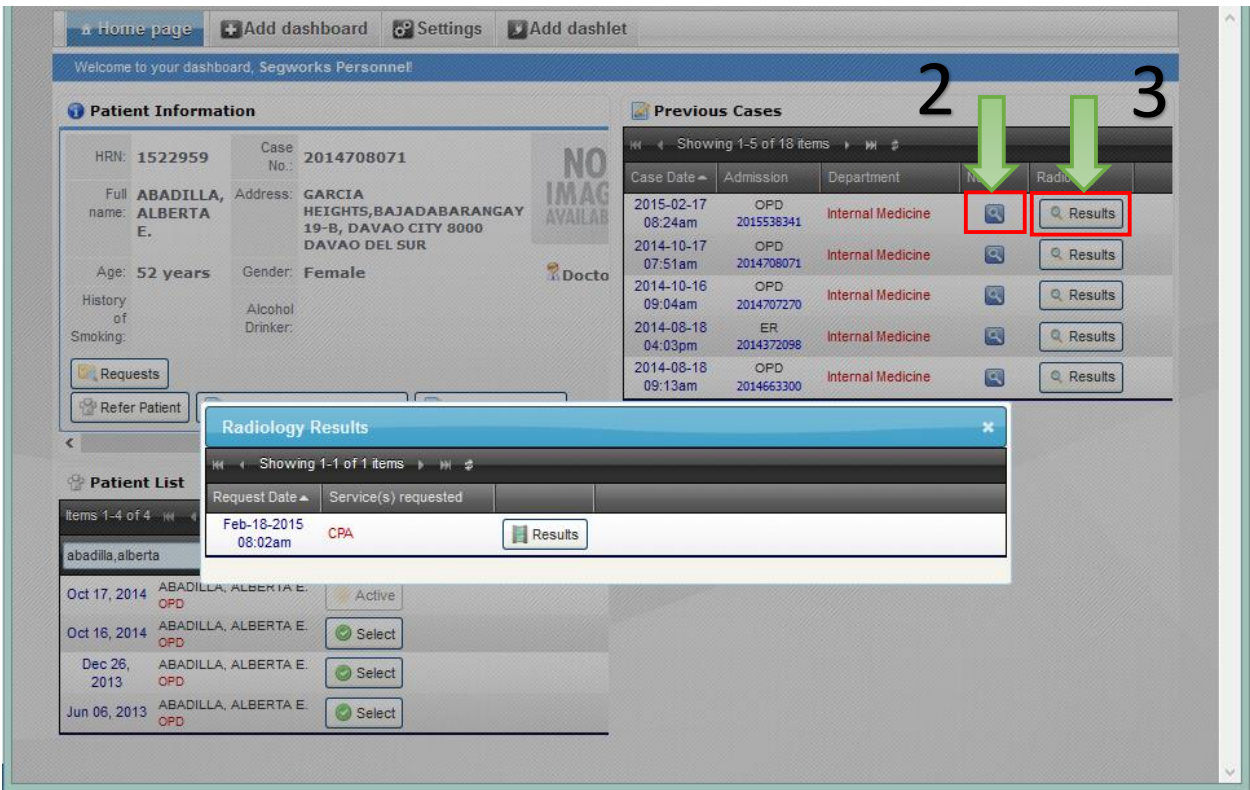 Home page Add dashboard Settings Add dashlet
Welcome to your dashboard, Segworks Personnel!
2 3
Patient Information
HRN: 1522959 Case No.: 2014708071
NO IMAG AVAILAB
Full name: ABADILLA, ALBERTA E.
Address: GARCIA
HEIGHTS,BAJADABARANGAY
19-B, DAVAO CITY 8000
DAVAO DEL SUR
Age: 52 years Gender: Female Docto
History of Smoking: Alcohol Drinker:
Requests
Refer Patient
Previous Cases
Showing 1-5 of 18 items
Case Date Admission Department
2015-02-17 08:24am OPD 2015538341 Internal Medicine Results
2014-10-17 07:51am OPD 2014708071 Internal Medicine Results
2014-10-16 09:04am OPD 2014707270 Internal Medicine Results
2014-08-18 04:03pm ER 2014372098 Internal Medicine Results
2014-08-18 09:13am OPD 2014663300 Internal Medicine Results
Radiology Results
Showing 1-1 of 1 items
Request Date Service(s) requested
Feb-18-2015 08:02am CPA Results
Patient List
Items 1-4 of 4
abadilla,alberta
Oct 17, 2014 ABADILLA, ALBERTA E. OPD Active
Oct 16, 2014 ABADILLA, ALBERTA E. OPD Select
Dec 26, 2013 ABADILLA, ALBERTA E. OPD Select
Jun 06, 2013 ABADILLA, ALBERTA E. OPD Select